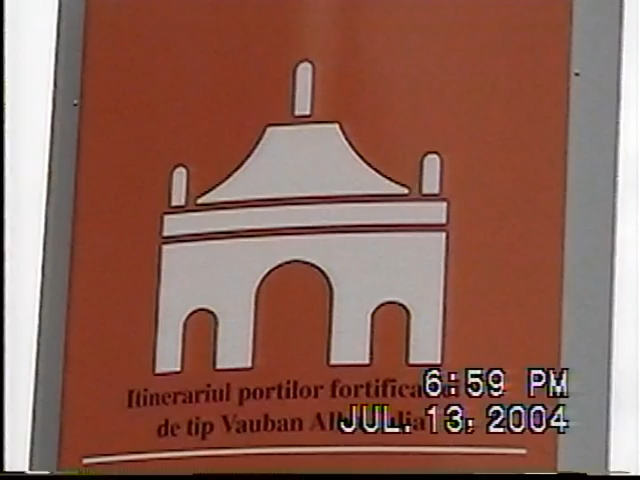 Itinerariul portilor
6:59 PM
de tip Vauban
JUL. 13, 2004